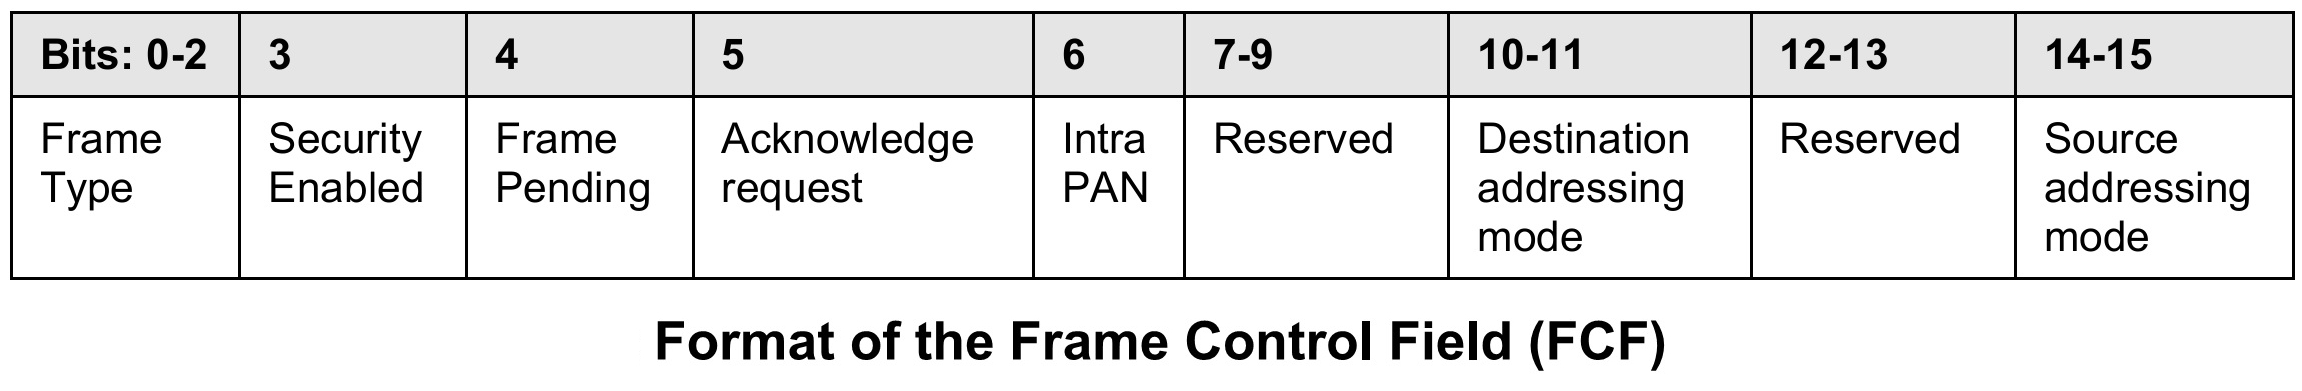 Bits: 0-2 3 4 5 6 7-9 10-11 12-13 14-15
Frame Security Frame Acknowledge Intra Reserved Destination Reserved Source
Type Enabled Pending request PAN addressing addressing
mode mode
Format of the Frame Control Field (FCF)